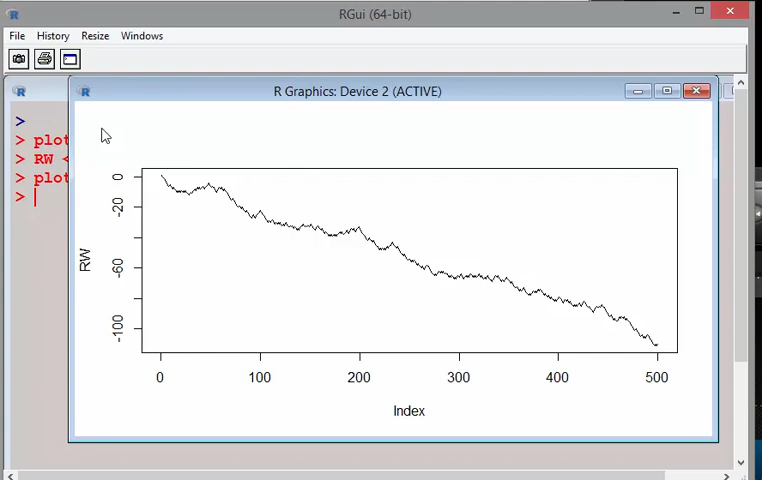 RGui (64-bit)
File History Resize Windows
R Graphics: Device 2 (ACTIVE)
>
> plot
> RW <
> plot
>
RW
0
-20
-60
-100
0 100 200 300 400 500
Index